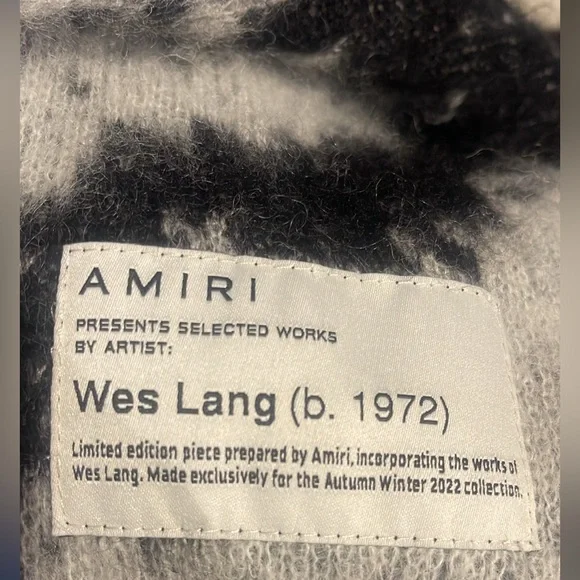 AMIRI
PRESENTS SELECTED WORKS
BY ARTIST:
Wes Lang (b. 1972)
Limited edition piece prepared by Amiri, incorporating the works of
Wes Lang. Made exclusively for the Autumn Winter 2022 collection.